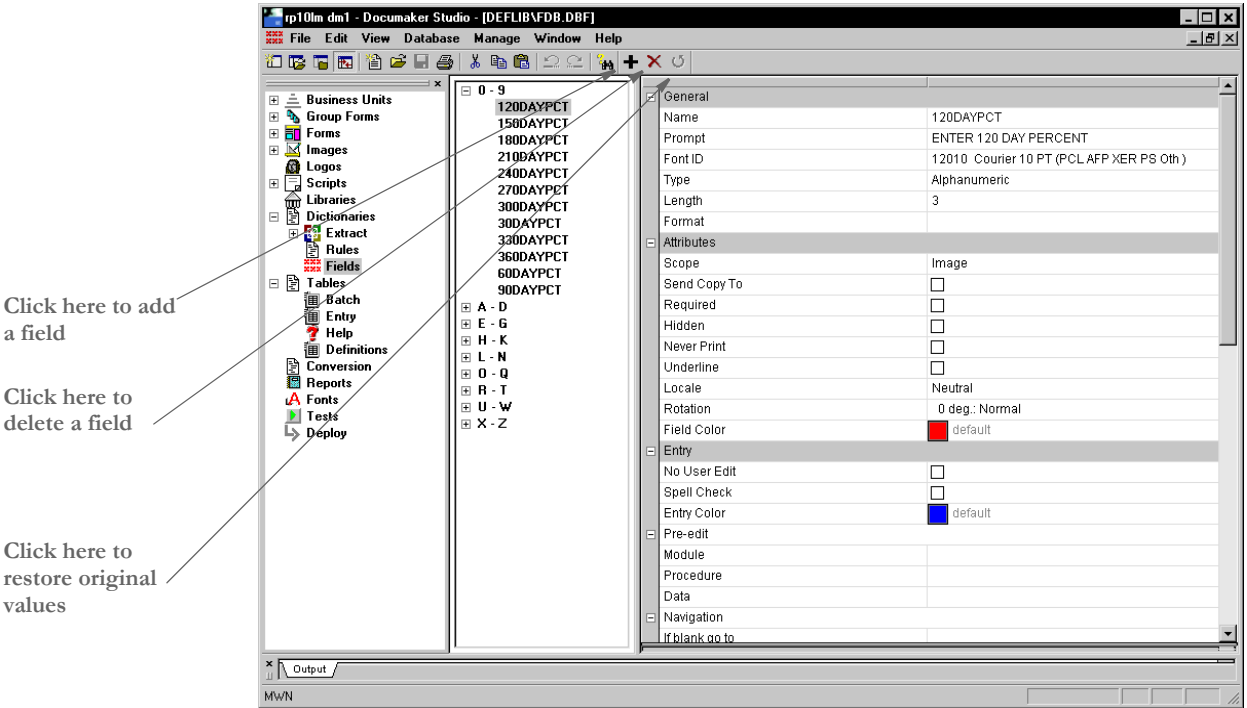 rp10lm dm1 - Documaker Studio - [DEFLIB\FDB.DBF]
File Edit View Database Manage Window Help
Business Units
Group Forms
Forms
Images
Logos
Scripts
Libraries
Dictionaries
Extract
Rules
Fields
Tables
Batch
Entry
Help
Definitions
Conversion
Reports
Fonts
Tests
Deploy
0 - 9
120DAYPCT
150DAYPCT
180DAYPCT
210DAYPCT
240DAYPCT
270DAYPCT
300DAYPCT
30DAYPCT
330DAYPCT
360DAYPCT
60DAYPCT
90DAYPCT
A - D
E - G
H - K
L - N
O - Q
R - T
U - W
X - Z
General
Name 120DAYPCT
Prompt ENTER 120 DAY PERCENT
Font ID 12010 Courier 10 PT (PCL AFP XER PS Oth )
Type Alphanumeric
Length 3
Format
Attributes
Scope Image
Send Copy To
Required
Hidden
Never Print
Underline
Locale Neutral
Rotation 0 deg.: Normal
Field Color default
Entry
No User Edit
Spell Check
Entry Color default
Pre-edit
Module
Procedure
Data
Navigation
If blank go to
Click here to add
a field
Click here to
delete a field
Click here to
restore original
values
Output
MWN